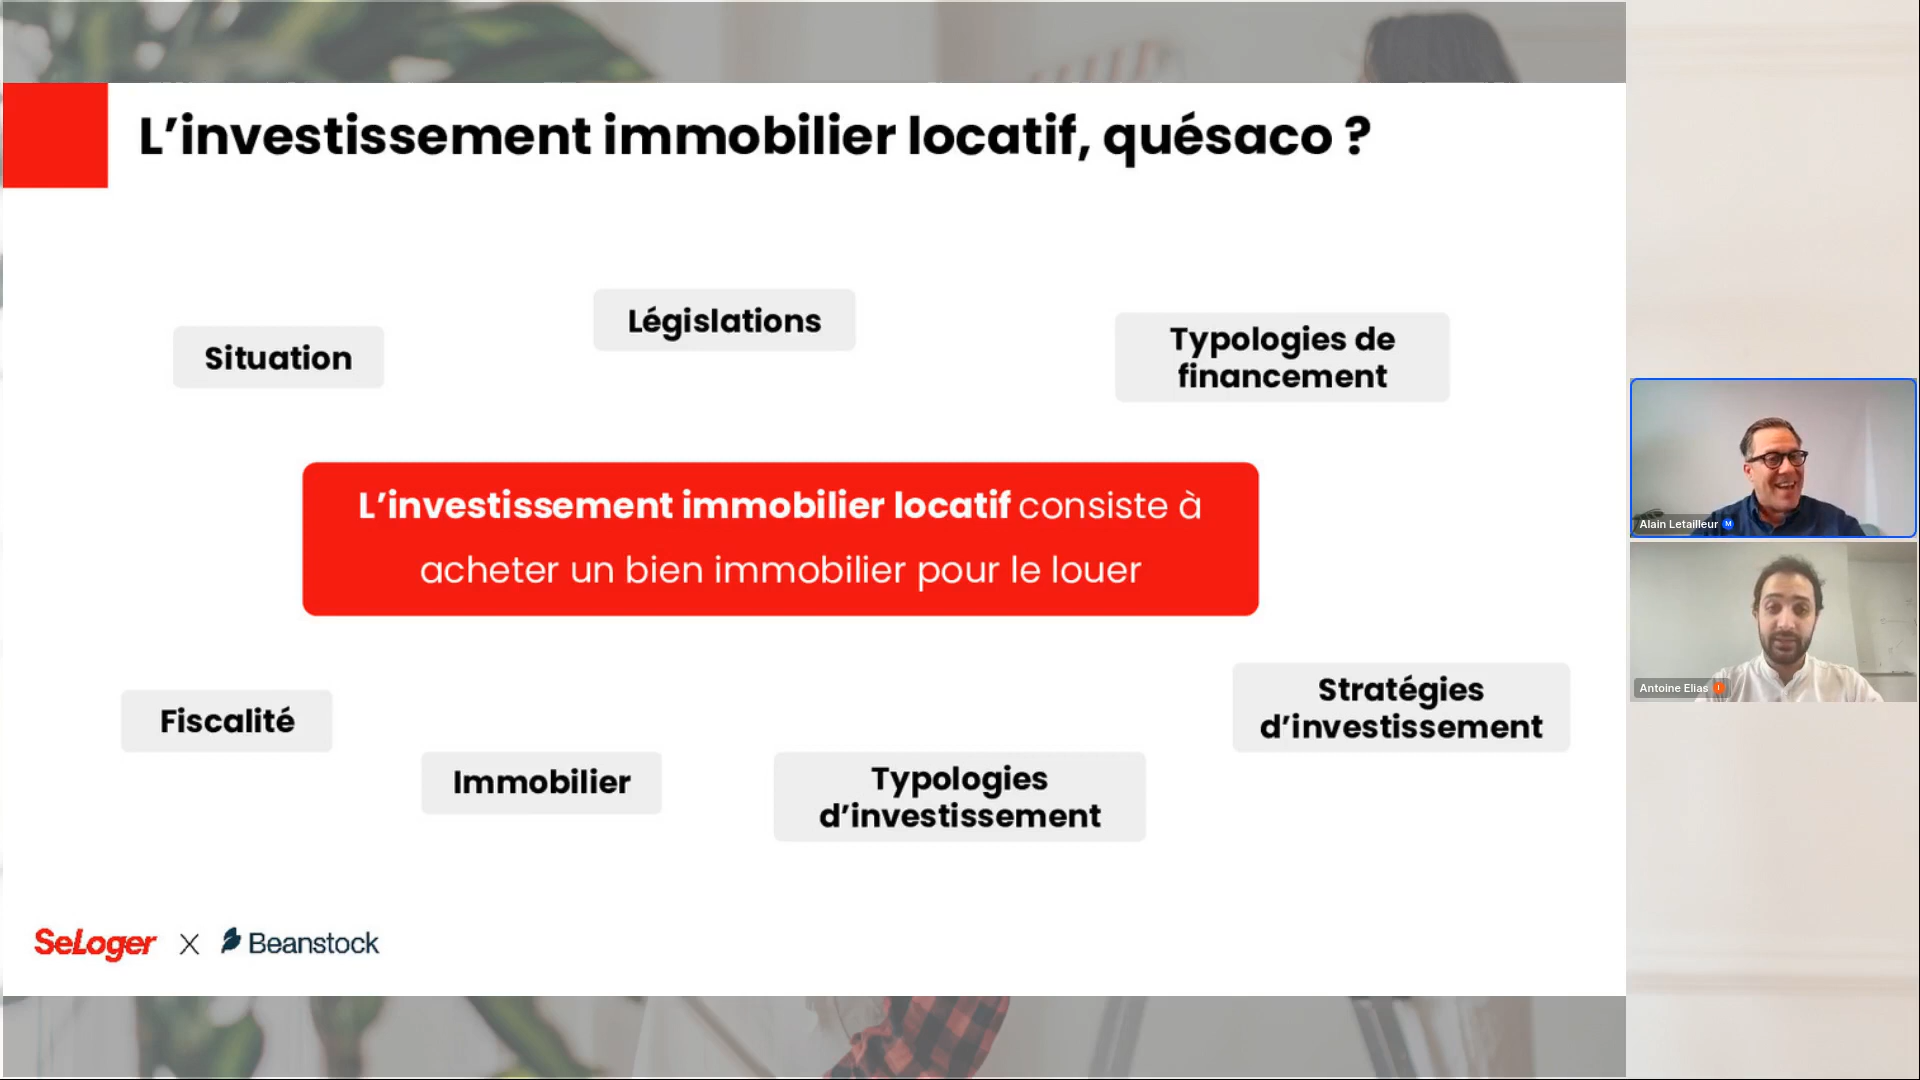 L’investissement immobilier locatif, quésaco ?
Législations
Situation
Typologies de
financement
L’investissement immobilier locatif consiste à
acheter un bien immobilier pour le louer
Alain Letailleur M
Antoine Elias I
Stratégies
d’investissement
Fiscalité
Immobilier
Typologies
d’investissement
SeLoger X Beanstock